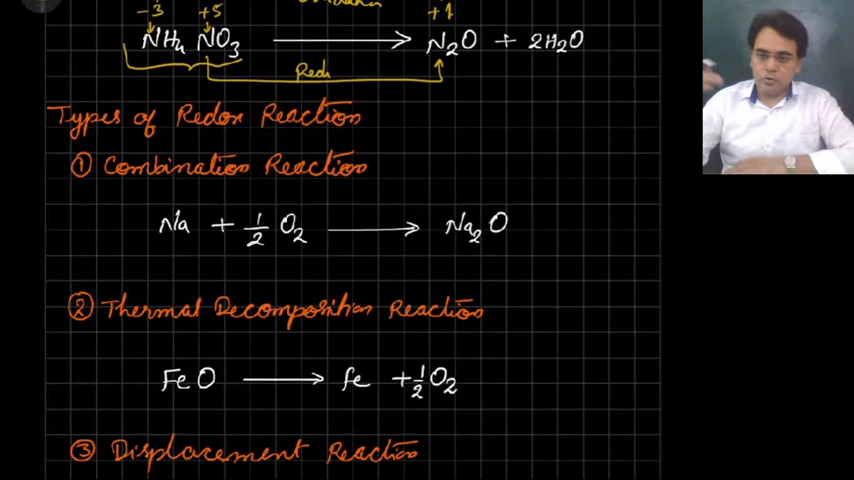 -3 +5 +1
NH4 NO3 → N2O + 2H2O
Redn
Types of Redox Reaction
① Combination Reaction
Na + 1/2 O2 → Na2O
② Thermal Decomposition Reaction
FeO → Fe + 1/2 O2
③ Displacement Reaction